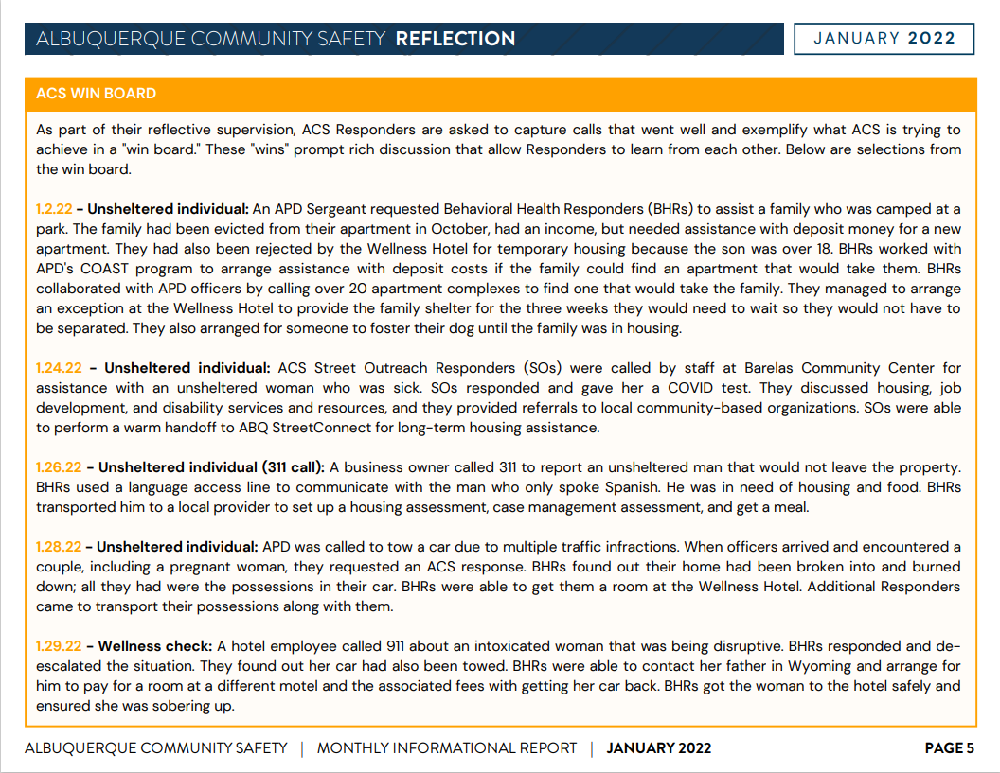 ALBUQUERQUE COMMUNITY SAFETY REFLECTION
JANUARY 2022
ACS WIN BOARD
As part of their reflective supervision, ACS Responders are asked to capture calls that went well and exemplify what ACS is trying to
achieve in a "win board." These "wins" prompt rich discussion that allow Responders to learn from each other. Below are selections from
the win board.
1.2.22 – Unsheltered individual: An APD Sergeant requested Behavioral Health Responders (BHRs) to assist a family who was camped at a
park. The family had been evicted from their apartment in October, had an income, but needed assistance with deposit money for a new
apartment. They had also been rejected by the Wellness Hotel for temporary housing because the son was over 18. BHRs worked with
APD's COAST program to arrange assistance with deposit costs if the family could find an apartment that would take them. BHRs
collaborated with APD officers by calling over 20 apartment complexes to find one that would take the family. They managed to arrange
an exception at the Wellness Hotel to provide the family shelter for the three weeks they would need to wait so they would not have to
be separated. They also arranged for someone to foster their dog until the family was in housing.
1.24.22 – Unsheltered individual: ACS Street Outreach Responders (SOs) were called by staff at Barelas Community Center for
assistance with an unsheltered woman who was sick. SOs responded and gave her a COVID test. They discussed housing, job
development, and disability services and resources, and they provided referrals to local community-based organizations. SOs were able
to perform a warm handoff to ABQ StreetConnect for long-term housing assistance.
1.26.22 – Unsheltered individual (311 call): A business owner called 311 to report an unsheltered man that would not leave the property.
BHRs used a language access line to communicate with the man who only spoke Spanish. He was in need of housing and food. BHRs
transported him to a local provider to set up a housing assessment, case management assessment, and get a meal.
1.28.22 – Unsheltered individual: APD was called to tow a car due to multiple traffic infractions. When officers arrived and encountered a
couple, including a pregnant woman, they requested an ACS response. BHRs found out their home had been broken into and burned
down; all they had were the possessions in their car. BHRs were able to get them a room at the Wellness Hotel. Additional Responders
came to transport their possessions along with them.
1.29.22 – Wellness check: A hotel employee called 911 about an intoxicated woman that was being disruptive. BHRs responded and de-
escalated the situation. They found out her car had also been towed. BHRs were able to contact her father in Wyoming and arrange for
him to pay for a room at a different motel and the associated fees with getting her car back. BHRs got the woman to the hotel safely and
ensured she was sobering up.
ALBUQUERQUE COMMUNITY SAFETY | MONTHLY INFORMATIONAL REPORT | JANUARY 2022
PAGE 5